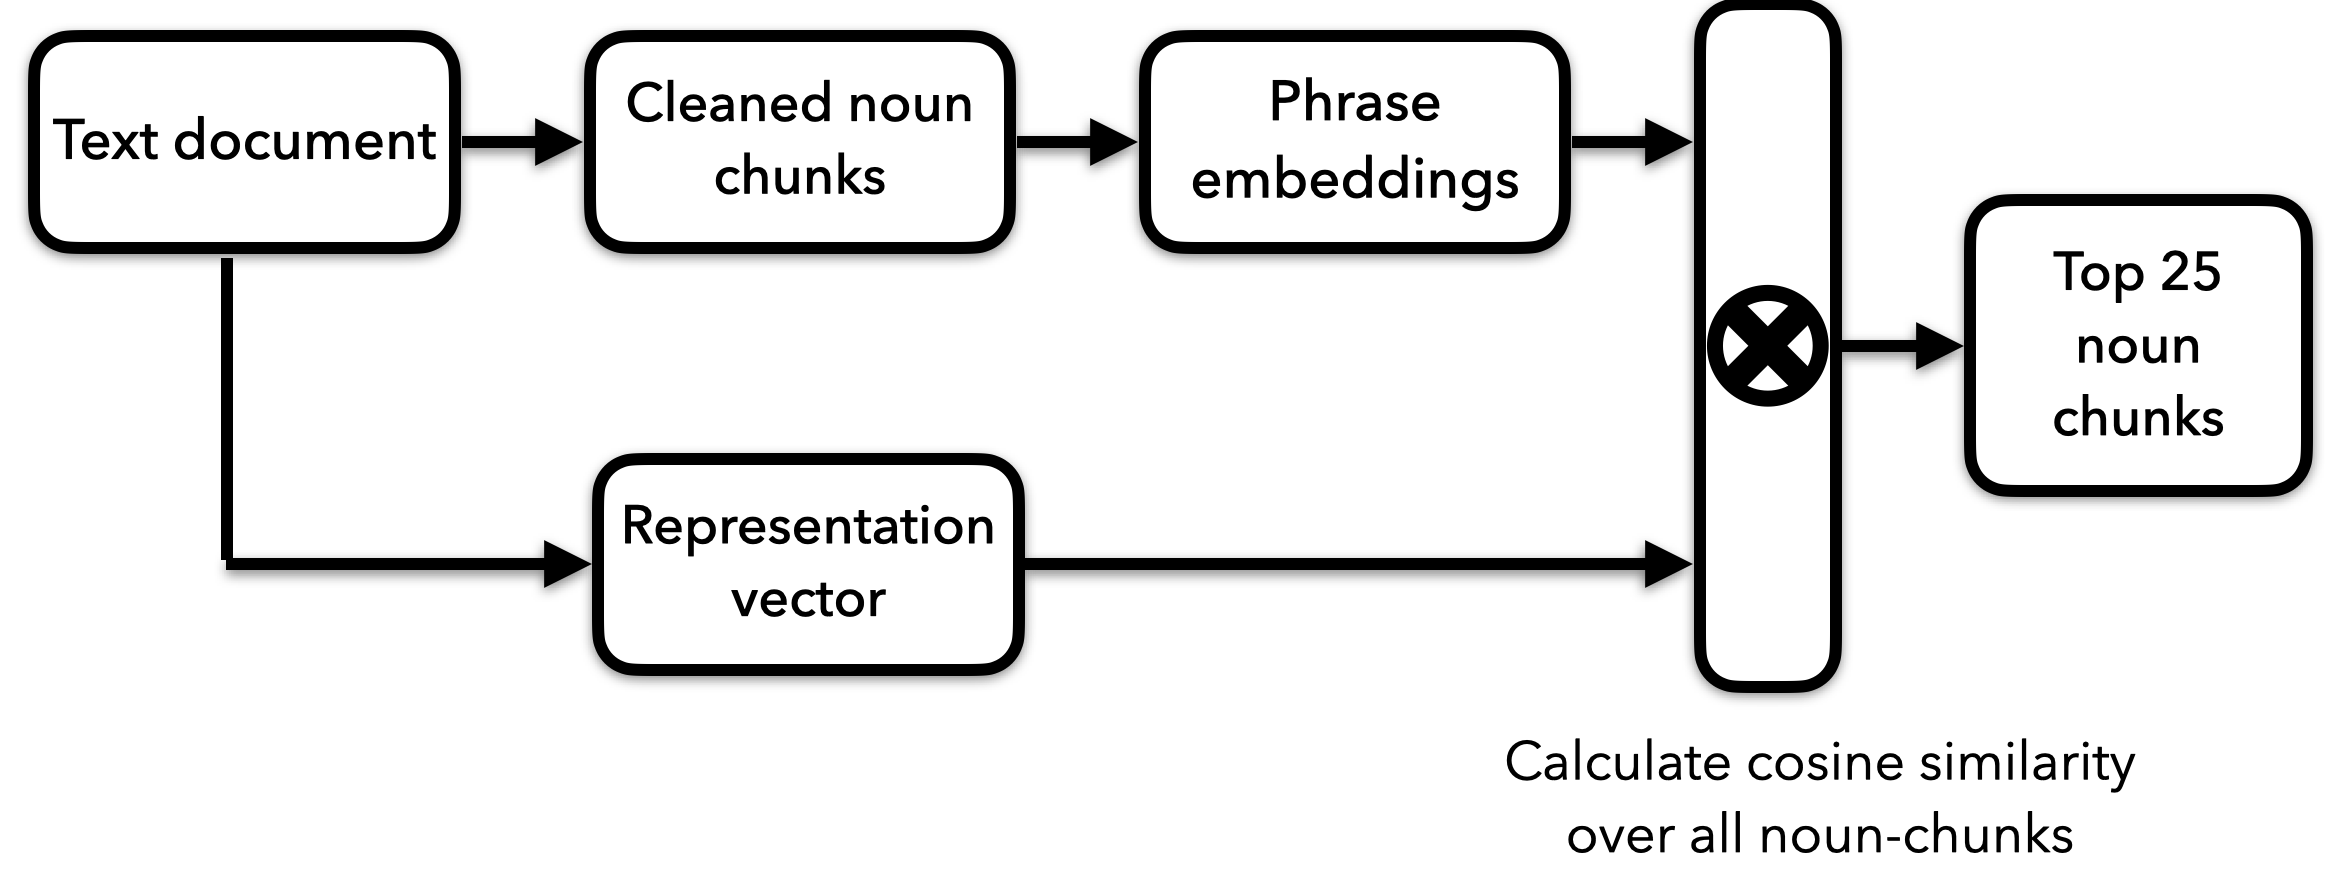 Text document
Cleaned noun
chunks
Phrase
embeddings
Top 25
noun
chunks
Representation
vector
Calculate cosine similarity
over all noun-chunks